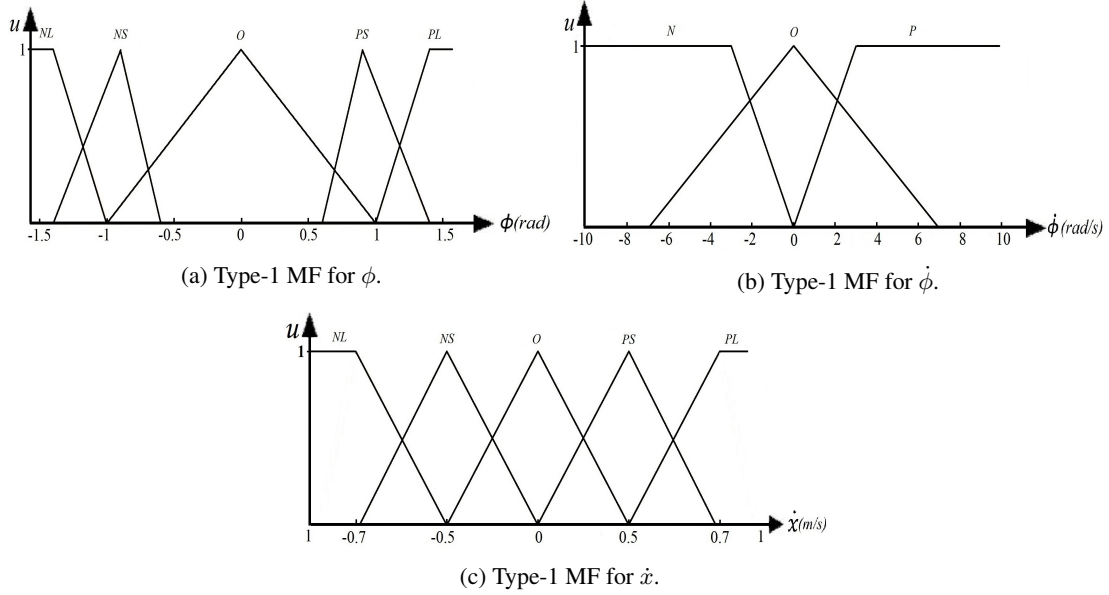 u
NL NS O PS PL
1
-1.5 -1 -0.5 0 0.5 1 1.5
ϕ(rad)
(a) Type-1 MF for ϕ.
u
N O P
1
-10 -8 -6 -4 -2 0 2 4 6 8 10
ϕ̇(rad/s)
(b) Type-1 MF for ϕ̇.
u
NL NS O PS PL
1
1 -0.7 -0.5 0 0.5 0.7 1
ẋ(m/s)
(c) Type-1 MF for ẋ.